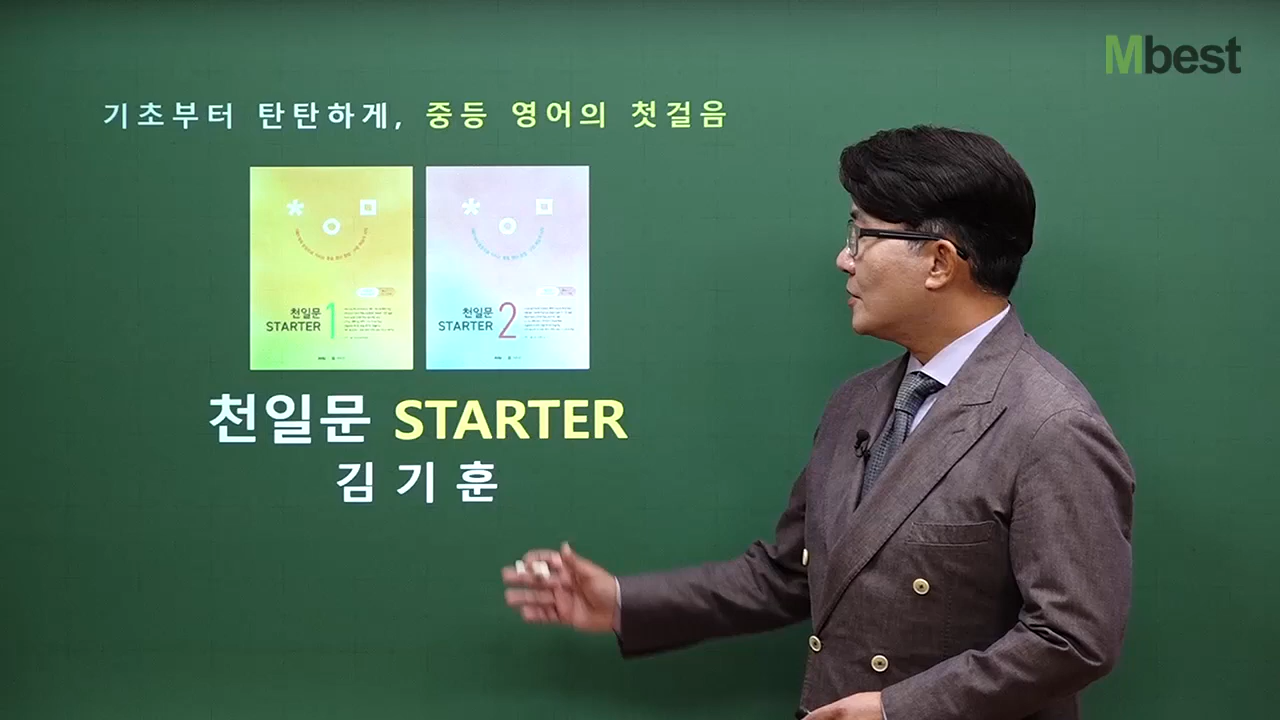 Mbest
기초부터 탄탄하게, 중등 영어의 첫걸음
천일문
STARTER 1
천일문
STARTER 2
천일문 STARTER
김기훈